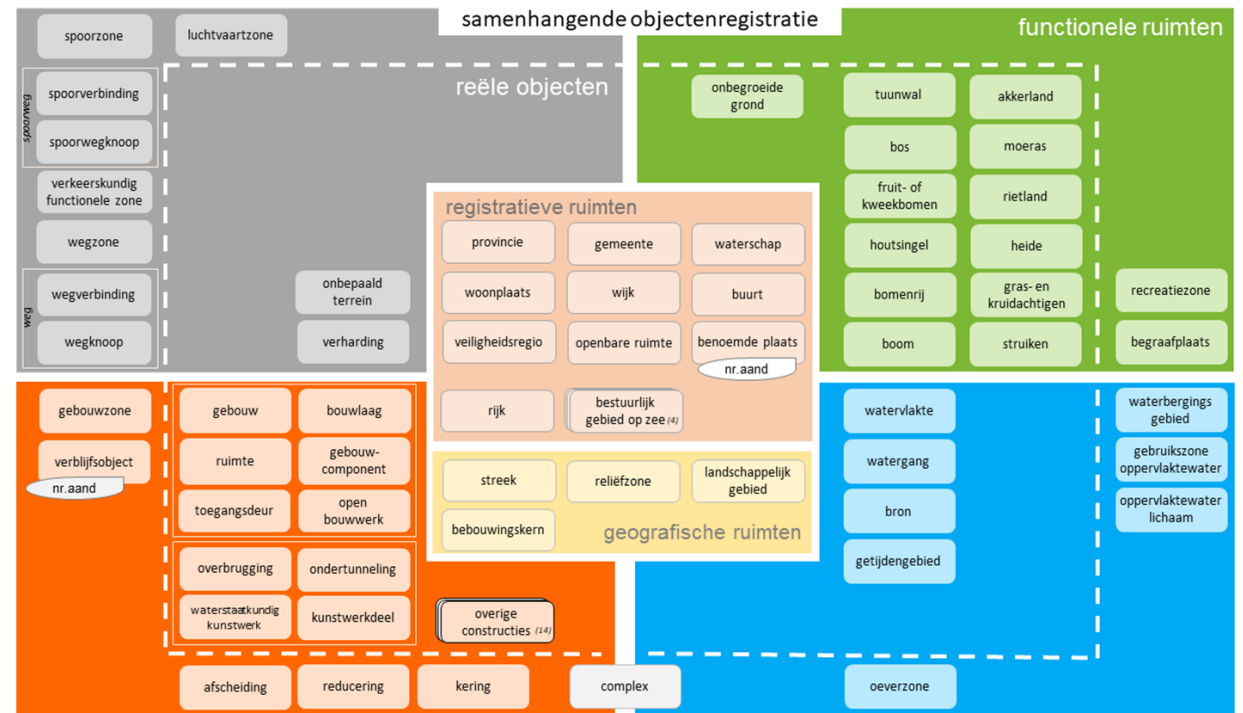 samenhangende objectenregistratie
functionele ruimten
reële objecten
spoorzone
luchtvaartzone
spoorweg
spoorverbinding
spoorwegknoop
verkeerskundig
functionele zone
wegzone
weg
wegverbinding
wegknoop
onbepaald
terrein
verharding
onbegroeide
grond
tuunwal
akkerland
bos
moeras
fruit- of
kweekbomen
rietland
houtsingel
heide
bomenrij
gras- en
kruidachtigen
boom
struiken
recreatiezone
begraafplaats
registratieve ruimten
provincie
gemeente
waterschap
woonplaats
wijk
buurt
veiligheidsregio
openbare ruimte
benoemde plaats
nr.aand
rijk
bestuurlijk
gebied op zee (4)
streek
reliëfzone
landschappelijk
gebied
bebouwingskern
geografische ruimten
gebouwzone
verblijfsobject
nr.aand
gebouw
bouwlaag
ruimte
gebouw-
component
toegangsdeur
open
bouwwerk
overbrugging
ondertunneling
waterstaatkundig
kunstwerk
kunstwerkdeel
overige
constructies (14)
afscheiding
reducering
kering
complex
watervlakte
watergang
bron
getijdengebied
waterbergings
gebied
gebruikszone
oppervlaktewater
oppervlaktewater
lichaam
oeverzone